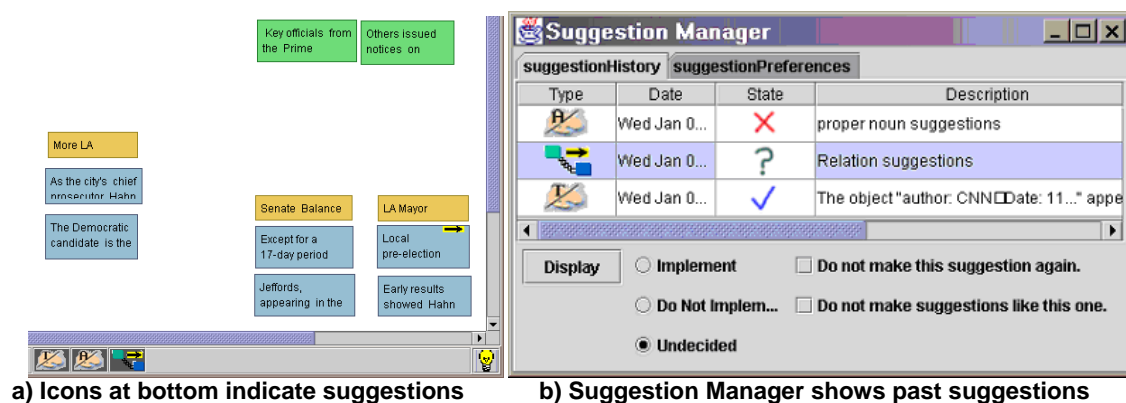 Key officials from
the Prime
Others issued
notices on
More LA
As the city's chief
prosecutor Hahn
The Democratic
candidate is the
Senate Balance
Except for a
17-day period
Jeffords,
appearing in the
LA Mayor
Local
pre-election
Early results
showed Hahn
a) Icons at bottom indicate suggestions
Suggestion Manager
suggestionHistory suggestionPreferences
Type Date State Description
A Wed Jan 0... proper noun suggestions
Wed Jan 0... ? Relation suggestions
T Wed Jan 0... The object "author: CNN□□Date: 11..." appe
Display Implement Do not make this suggestion again.
Do Not Implem... Do not make suggestions like this one.
Undecided
b) Suggestion Manager shows past suggestions